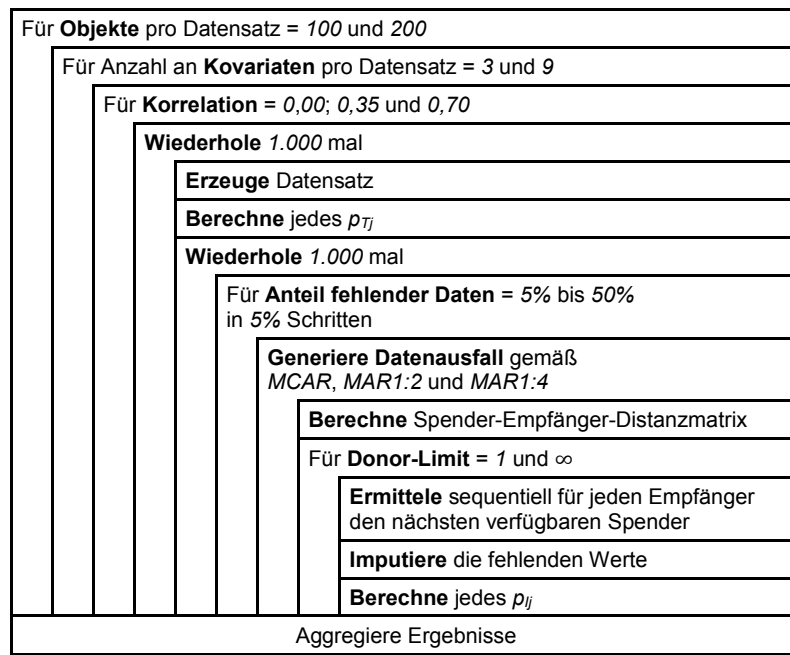 Für Objekte pro Datensatz = 100 und 200
Für Anzahl an Kovariaten pro Datensatz = 3 und 9
Für Korrelation = 0,00; 0,35 und 0,70
Wiederhole 1.000 mal
Erzeuge Datensatz
Berechne jedes pTj
Wiederhole 1.000 mal
Für Anteil fehlender Daten = 5% bis 50%
in 5% Schritten
Generiere Datenausfall gemäß
MCAR, MAR1:2 und MAR1:4
Berechne Spender-Empfänger-Distanzmatrix
Für Donor-Limit = 1 und ∞
Ermittele sequentiell für jeden Empfänger
den nächsten verfügbaren Spender
Imputiere die fehlenden Werte
Berechne jedes pIj
Aggregiere Ergebnisse